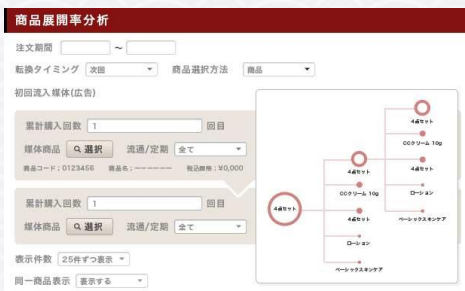 商品展開率分析
注文期間 ～
転換タイミング 次回 商品選択方法 商品
初回流入媒体(広告)
累計購入回数 1 回目
媒体商品 選択 流通/定期 全て
商品コード：0123456 商品名：ーーーーーー 税込価格：¥0,000
累計購入回数 1 回目
媒体商品 選択 流通/定期 全て
表示件数 25件ずつ表示
同一商品表示 表示する
4点セット
4点セット
CCクリーム 10g
4点セット
ローション
ベーシックスキンケア
4点セット
CCクリーム 10g
4点セット
ローション
ベーシックスキンケア